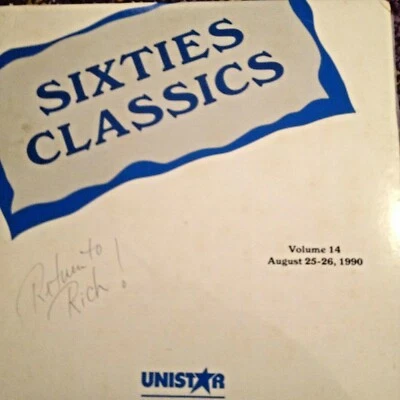 SIXTIES
CLASSICS
Volume 14
August 25-26, 1990
Return to
Rich!
UNISTAR